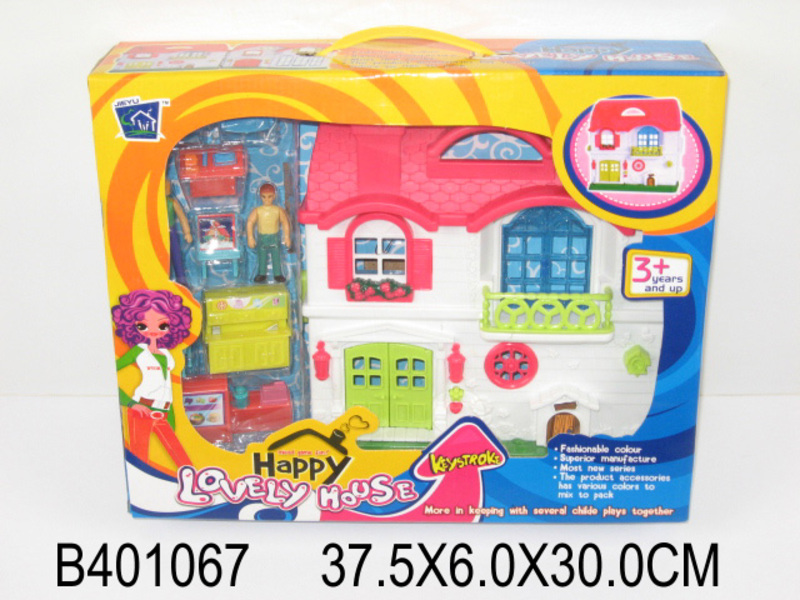 JIEYU
TM
3+
years
and up
Happy
LOVELY HOUSE
KEYSTROKE
• Fashionable colour
• Superior manufacture
• Most new series
• The product accessories
has various colors to
mix to pack
More in keeping with several childe plays together
B401067 37.5X6.0X30.0CM